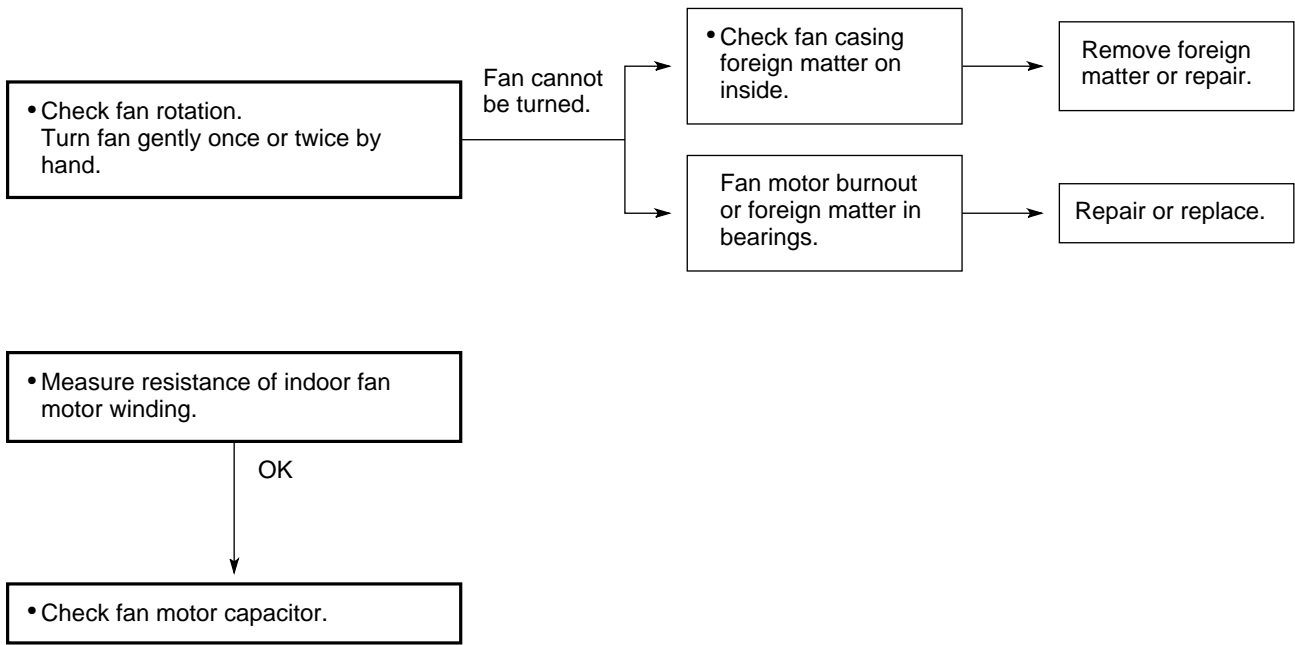 • Check fan rotation.
Turn fan gently once or twice by
hand.
Fan cannot
be turned.
• Check fan casing
foreign matter on
inside.
Remove foreign
matter or repair.
Fan motor burnout
or foreign matter in
bearings.
Repair or replace.
• Measure resistance of indoor fan
motor winding.
OK
• Check fan motor capacitor.